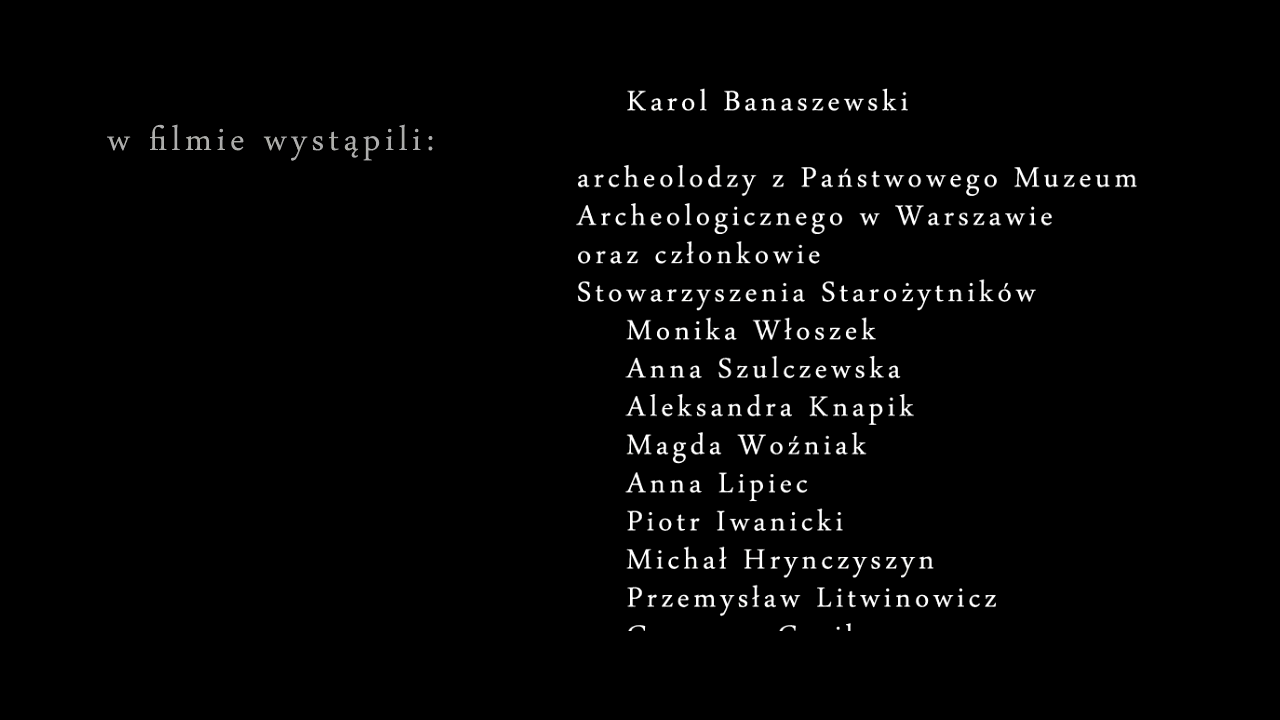 Karol Banaszewski
w filmie wystąpili:
archeolodzy z Państwowego Muzeum
Archeologicznego w Warszawie
oraz członkowie
Stowarzyszenia Starożytników
Monika Włoszek
Anna Szulczewska
Aleksandra Knapik
Magda Woźniak
Anna Lipiec
Piotr Iwanicki
Michał Hrynczyszyn
Przemysław Litwinowicz